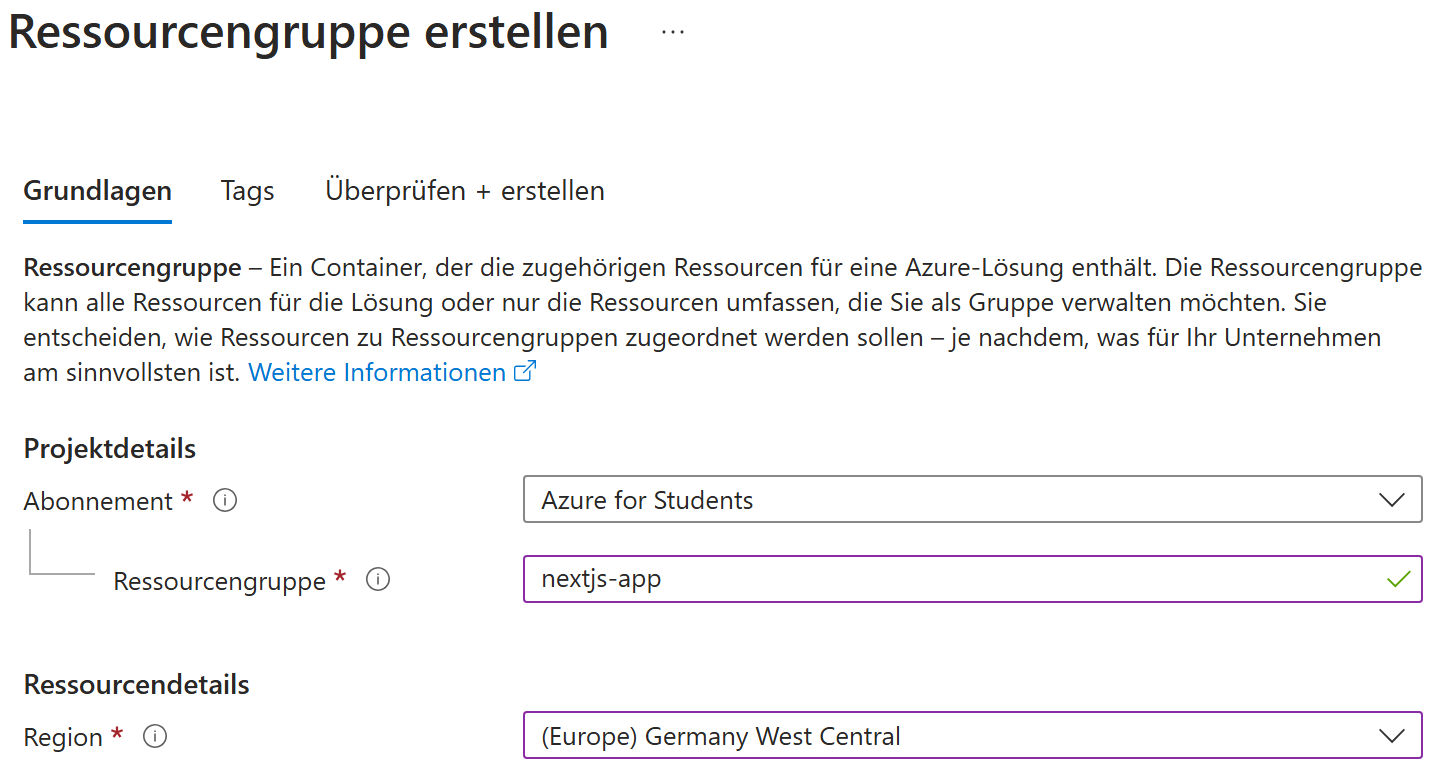 Ressourcengruppe erstellen ...
Grundlagen Tags Überprüfen + erstellen
Ressourcengruppe – Ein Container, der die zugehörigen Ressourcen für eine Azure-Lösung enthält. Die Ressourcengruppe
kann alle Ressourcen für die Lösung oder nur die Ressourcen umfassen, die Sie als Gruppe verwalten möchten. Sie
entscheiden, wie Ressourcen zu Ressourcengruppen zugeordnet werden sollen – je nachdem, was für Ihr Unternehmen
am sinnvollsten ist. Weitere Informationen
Projektdetails
Abonnement * Azure for Students
Ressourcengruppe * nextjs-app
Ressourcendetails
Region * (Europe) Germany West Central